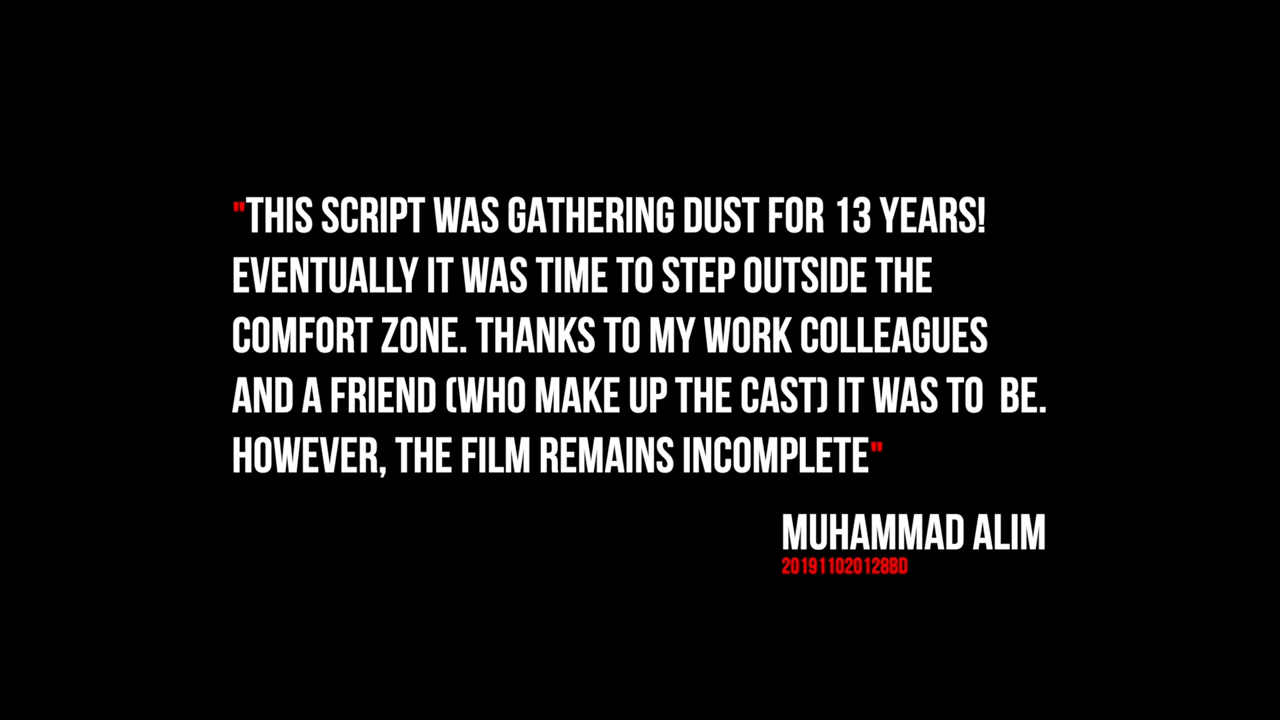 "THIS SCRIPT WAS GATHERING DUST FOR 13 YEARS!
EVENTUALLY IT WAS TIME TO STEP OUTSIDE THE
COMFORT ZONE. THANKS TO MY WORK COLLEAGUES
AND A FRIEND (WHO MAKE UP THE CAST) IT WAS TO  BE.
HOWEVER, THE FILM REMAINS INCOMPLETE"
MUHAMMAD ALIM
201911020128BD